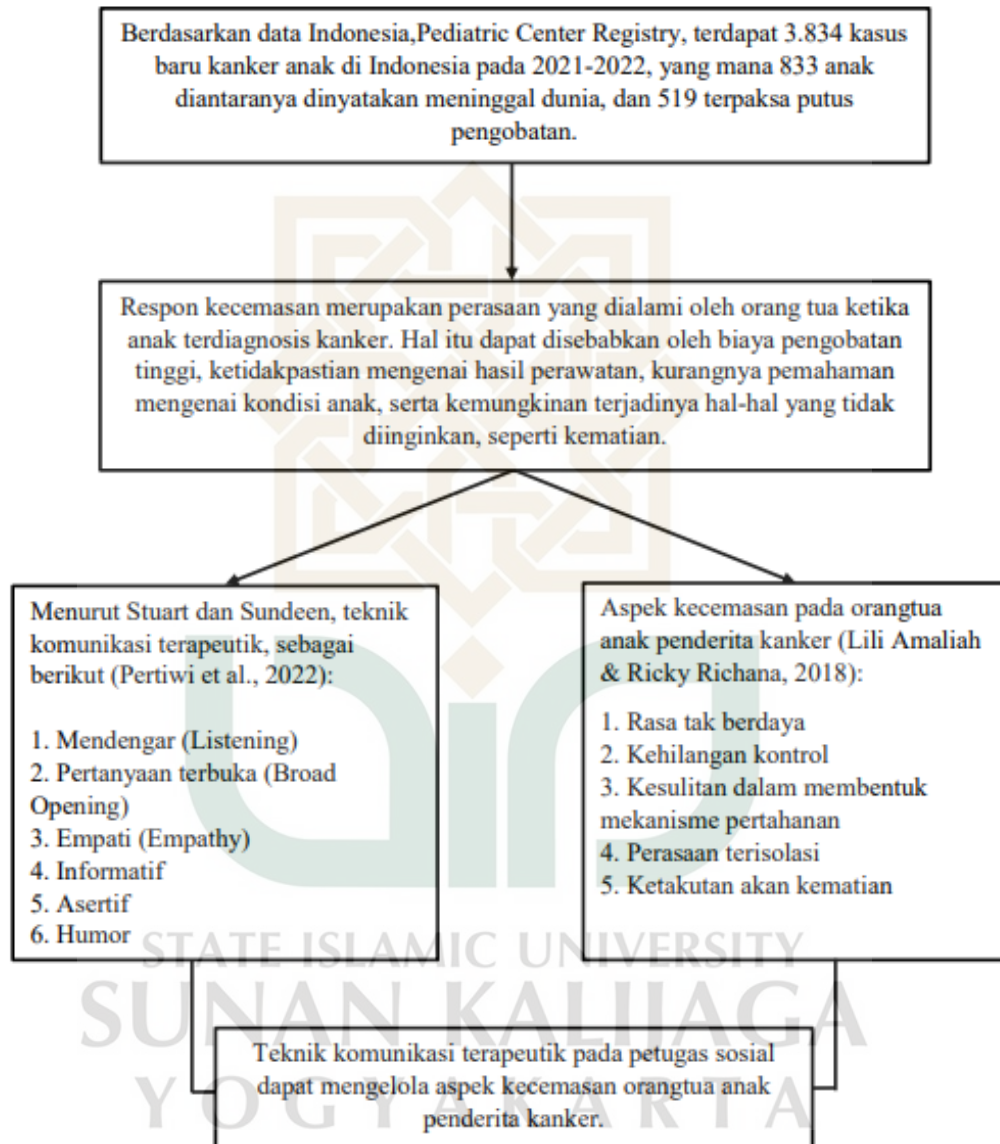 Berdasarkan data Indonesia,Pediatric Center Registry, terdapat 3.834 kasus
baru kanker anak di Indonesia pada 2021-2022, yang mana 833 anak
diantaranya dinyatakan meninggal dunia, dan 519 terpaksa putus
pengobatan.
Respon kecemasan merupakan perasaan yang dialami oleh orang tua ketika
anak terdiagnosis kanker. Hal itu dapat disebabkan oleh biaya pengobatan
tinggi, ketidakpastian mengenai hasil perawatan, kurangnya pemahaman
mengenai kondisi anak, serta kemungkinan terjadinya hal-hal yang tidak
diinginkan, seperti kematian.
Menurut Stuart dan Sundeen, teknik
komunikasi terapeutik, sebagai
berikut (Pertiwi et al., 2022):
1. Mendengar (Listening)
2. Pertanyaan terbuka (Broad
Opening)
3. Empati (Empathy)
4. Informatif
5. Asertif
6. Humor
Aspek kecemasan pada orangtua
anak penderita kanker (Lili Amaliah
& Ricky Richana, 2018):
1. Rasa tak berdaya
2. Kehilangan kontrol
3. Kesulitan dalam membentuk
mekanisme pertahanan
4. Perasaan terisolasi
5. Ketakutan akan kematian
STATE ISLAMIC UNIVERSITY
SUNAN KALIJAGA
YOGYAKARTA
Teknik komunikasi terapeutik pada petugas sosial
dapat mengelola aspek kecemasan orangtua anak
penderita kanker.